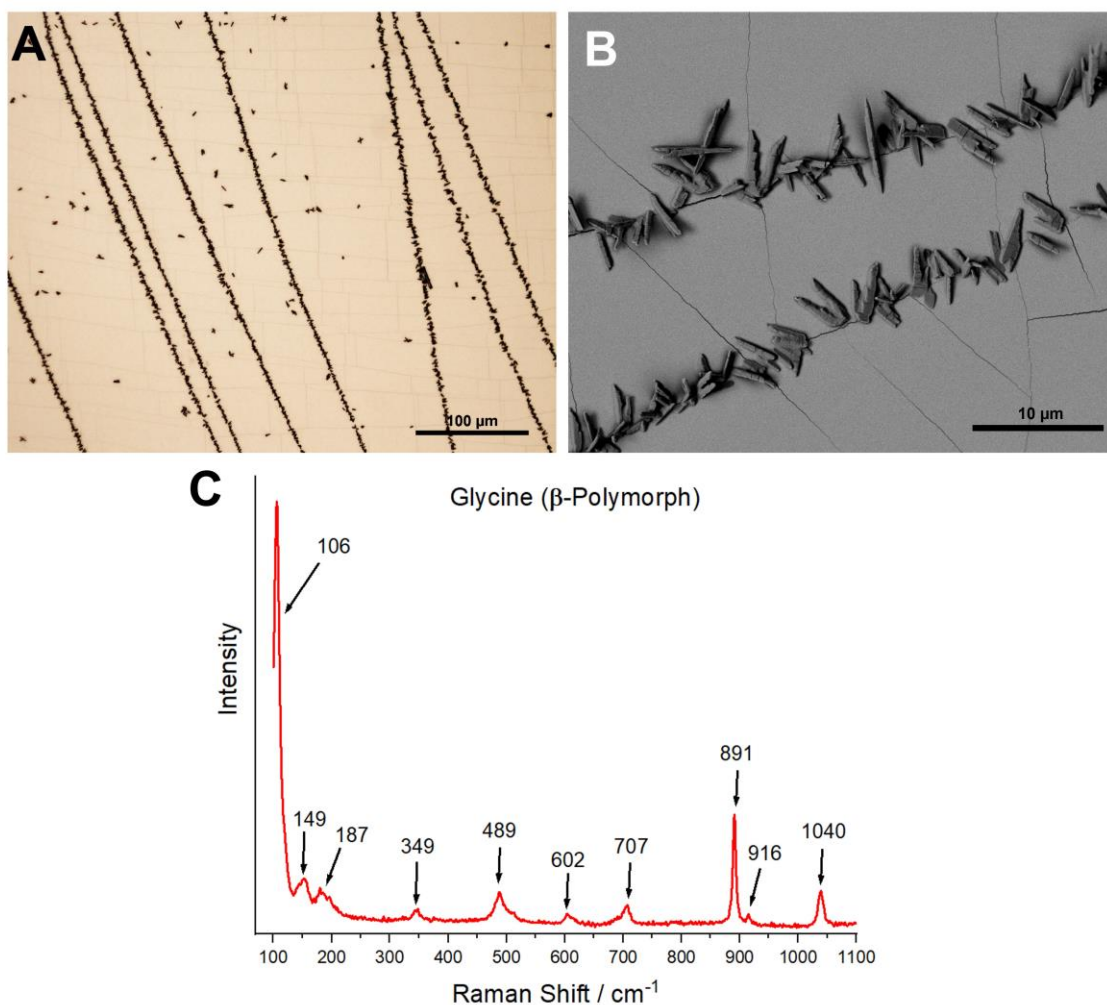 A
100 µm
B
10 µm
C
Glycine (β-Polymorph)
106
149
187
349
489
602
707
891
916
1040
Intensity
100 200 300 400 500 600 700 800 900 1000 1100
Raman Shift / cm⁻¹